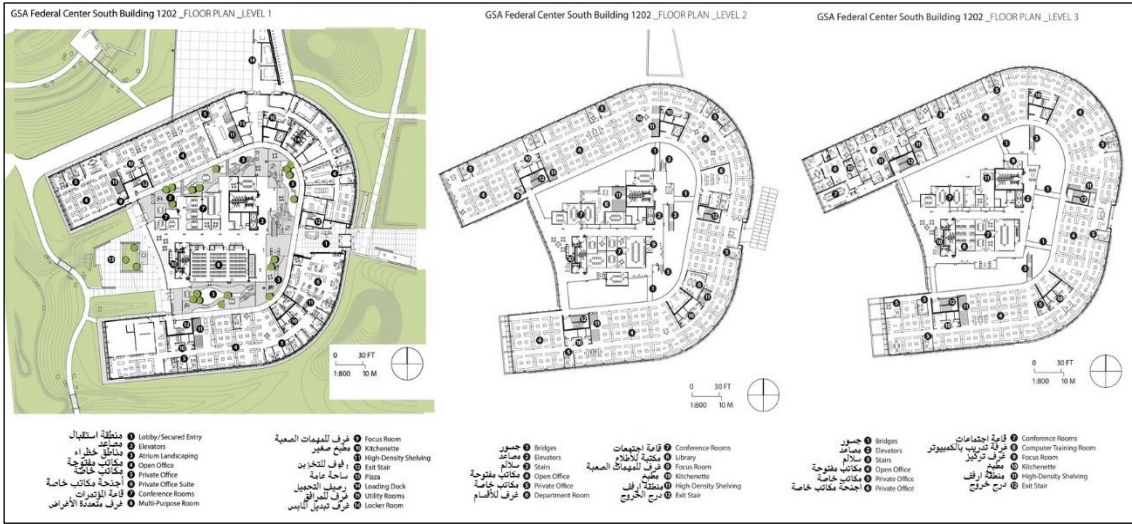 GSA Federal Center South Building 1202 _FLOOR PLAN _LEVEL 1
0 30 FT
1:800 10 M
منطقة استقبال 1 Lobby/Secured Entry
مصاعد 2 Elevators
مناطق خظراء 3 Atrium Landscaping
مكاتب مفتوحة 4 Open Office
مكاتب خاصة 5 Private Office
أجنحة مكاتب خاصة 6 Private Office Suite
قاعة المؤتمرات 7 Conference Rooms
غرف متعددة الأغراض 8 Multi-Purpose Room
غرف للمهمات الصعبة 9 Focus Room
مطبخ صغير 10 Kitchenette
رفوف للتخزين 11 High-Density Shelving
12 Exit Stair
ساحة عامة 13 Plaza
رصيف التحميل 14 Loading Dock
غرف للمرافق 15 Utility Rooms
غرف تبديل المابس 16 Locker Room
GSA Federal Center South Building 1202 _FLOOR PLAN _LEVEL 2
0 30 FT
1:800 10 M
جسور 1 Bridges
مصاعد 2 Elevators
سلالم 3 Stairs
مكاتب مفتوحة 4 Open Office
مكاتب خاصة 5 Private Office
غرف للأقسام 6 Department Room
قاعة اجتمعات 7 Conference Rooms
مكتبة للاطلاع 8 Library
غرف للمهمات الصعبة 9 Focus Room
مطبخ 10 Kitchenette
منطقة ارفف 11 High-Density Shelving
درج الخروج 12 Exit Stair
GSA Federal Center South Building 1202 _FLOOR PLAN _LEVEL 3
0 30 FT
1:800 10 M
جسور 1 Bridges
مصاعد 2 Elevators
سلالم 3 Stairs
مكاتب مفتوحة 4 Open Office
مكاتب خاصة 5 Private Office
اجنحة مكاتب خاصة 6 Private Office
قاعة اجتماعات 7 Conference Rooms
غرفة تدريب بالكمبيوتر 8 Computer Training Room
غرف تركيز 9 Focus Room
مطبخ 10 Kitchenette
منطقة ارفف 11 High-Density Shelving
درج خروج 12 Exit Stair